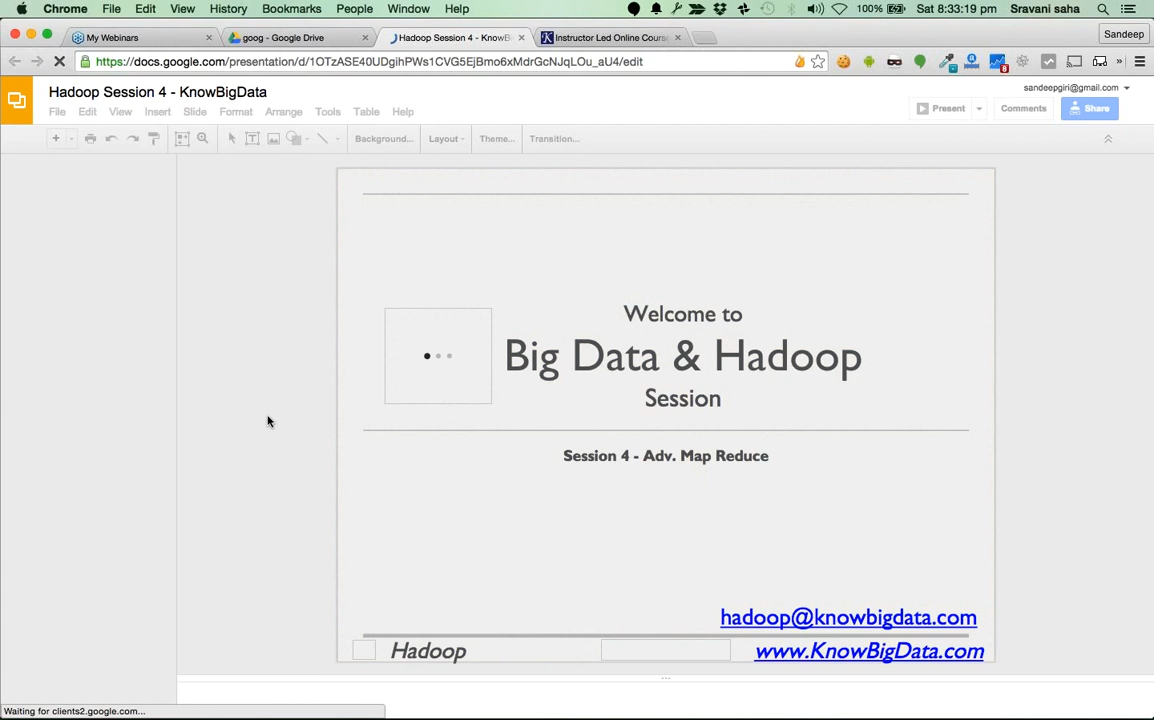 Chrome File Edit View History Bookmarks People Window Help 100% Sat 8:33:19 pm Sravani saha
My Webinars goog - Google Drive Hadoop Session 4 - KnowB Instructor Led Online Cours Sandeep
https://docs.google.com/presentation/d/1OTzASE40UDgihPWs1CVG5EjBmo6xMdrGcNJqLOu_aU4/edit
Hadoop Session 4 - KnowBigData sandeepgiri@gmail.com
File Edit View Insert Slide Format Arrange Tools Table Help Present Comments Share
Background... Layout Theme... Transition...
Welcome to
Big Data & Hadoop
Session
Session 4 - Adv. Map Reduce
hadoop@knowbigdata.com
Hadoop www.KnowBigData.com
Waiting for clients2.google.com...